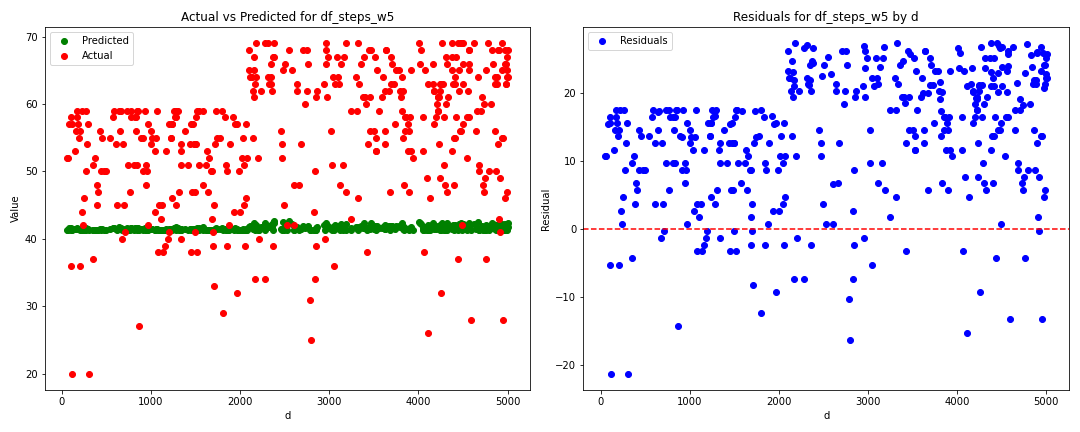 Actual vs Predicted for df_steps_w5
Predicted
Actual
Value
70
60
50
40
30
20
0
1000
2000
3000
4000
5000
d
Residuals for df_steps_w5 by d
Residuals
Residual
20
10
0
−10
−20
0
1000
2000
3000
4000
5000
d